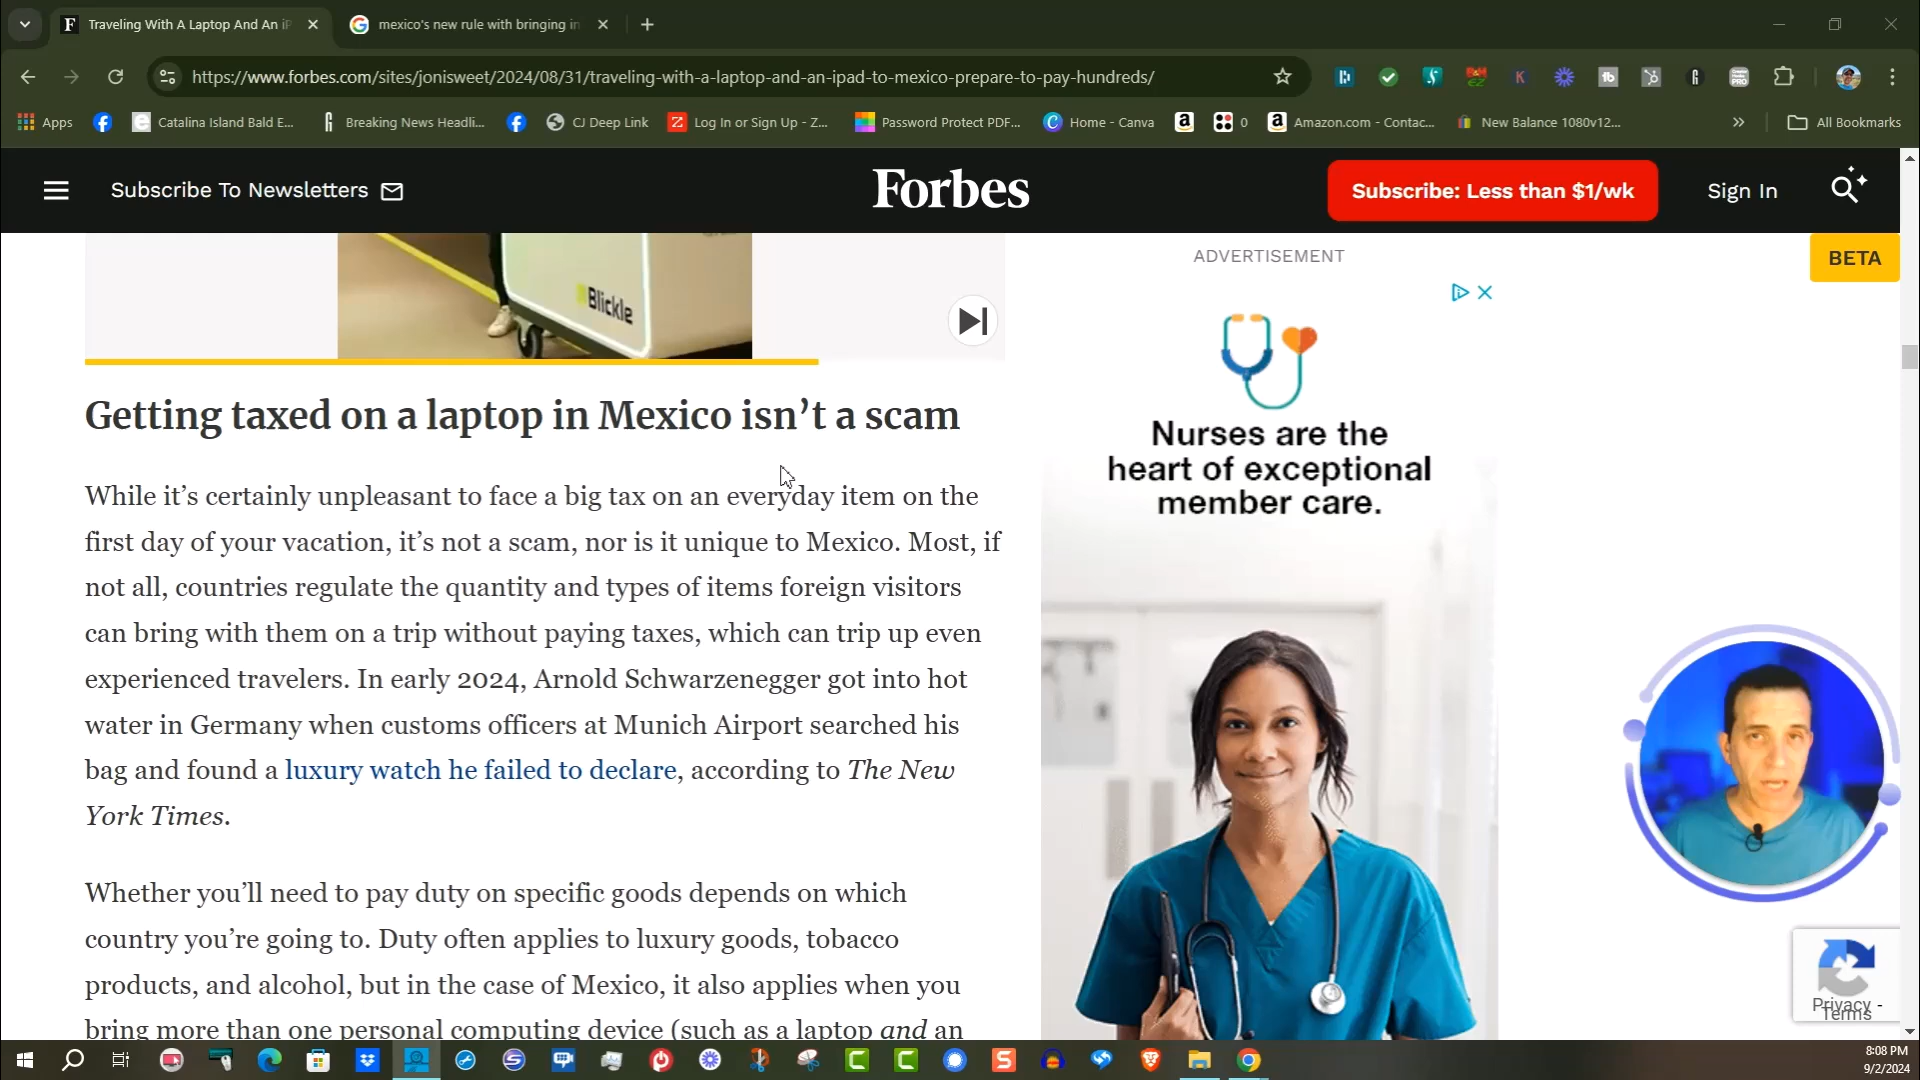 Traveling With A Laptop And An iP
mexico's new rule with bringing in
https://www.forbes.com/sites/jonisweet/2024/08/31/traveling-with-a-laptop-and-an-ipad-to-mexico-prepare-to-pay-hundreds/
Apps
Catalina Island Bald E...
Breaking News Headli...
CJ Deep Link
Log In or Sign Up - Z...
Password Protect PDF...
Home - Canva
0
Amazon.com - Contac...
New Balance 1080v12...
All Bookmarks
Subscribe To Newsletters
Forbes
Subscribe: Less than $1/wk
Sign In
BETA
Blickle
Getting taxed on a laptop in Mexico isn’t a scam
While it’s certainly unpleasant to face a big tax on an everyday item on the
first day of your vacation, it’s not a scam, nor is it unique to Mexico. Most, if
not all, countries regulate the quantity and types of items foreign visitors
can bring with them on a trip without paying taxes, which can trip up even
experienced travelers. In early 2024, Arnold Schwarzenegger got into hot
water in Germany when customs officers at Munich Airport searched his
bag and found a luxury watch he failed to declare, according to The New
York Times.
Whether you’ll need to pay duty on specific goods depends on which
country you’re going to. Duty often applies to luxury goods, tobacco
products, and alcohol, but in the case of Mexico, it also applies when you
bring more than one personal computing device (such as a laptop and an
ADVERTISEMENT
Nurses are the
heart of exceptional
member care.
Privacy -
Terms
8:08 PM
9/2/2024